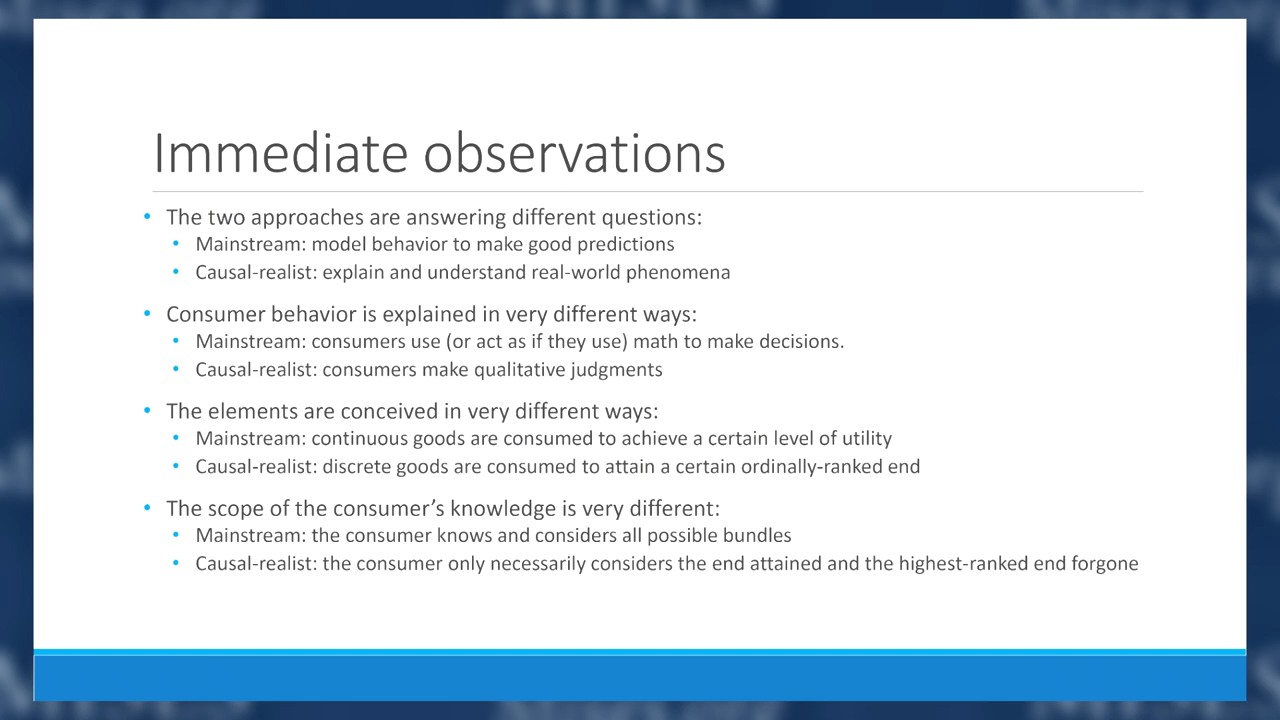 Immediate observations
• The two approaches are answering different questions:
• Mainstream: model behavior to make good predictions
• Causal-realist: explain and understand real-world phenomena
• Consumer behavior is explained in very different ways:
• Mainstream: consumers use (or act as if they use) math to make decisions.
• Causal-realist: consumers make qualitative judgments
• The elements are conceived in very different ways:
• Mainstream: continuous goods are consumed to achieve a certain level of utility
• Causal-realist: discrete goods are consumed to attain a certain ordinally-ranked end
• The scope of the consumer’s knowledge is very different:
• Mainstream: the consumer knows and considers all possible bundles
• Causal-realist: the consumer only necessarily considers the end attained and the highest-ranked end forgone